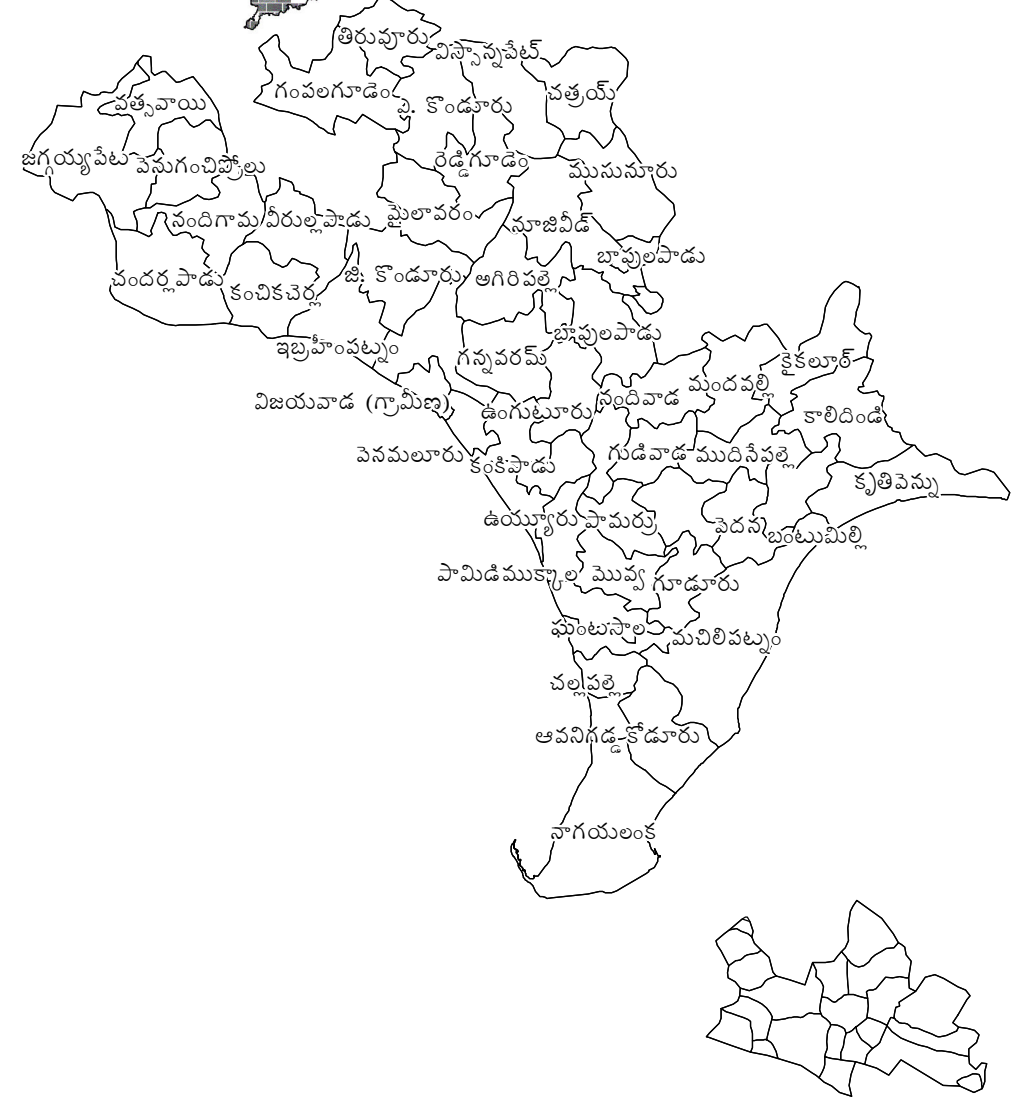 తిరువూరు
విస్సాన్నపేట్
గంపలగూడెం
ఏ. కొండూరు
చత్రయ్
వత్సవాయి
జగ్గయ్యపేట
పెనుగంచిప్రోలు
రెడ్డిగూడెం
ముసునూరు
నందిగామ
వీరుల్లపాడు
మైలావరం
నూజివీడ్
బాపులపాడు
చందర్లపాడు
కంచికచెర్ల
జి. కొండూరు
అగిరిపల్లె
బాపులపాడు
ఇబ్రహీంపట్నం
గన్నవరమ్
కైకలూర్
మందవల్లి
నందివాడ
విజయవాడ (గ్రామీణ)
ఉంగుటూరు
కాలిదిండి
పెనమలూరు
కంకిపాడు
గుడివాడ
ముదినేపల్లె
కృతివెన్ను
ఉయ్యూరు
పామర్రు
పెదన
బంటుమిల్లి
పామిడిముక్కాల
మొవ్వ
గూడూరు
ఘంటసాల
మచిలిపట్నం
చల్లపల్లె
ఆవనిగడ్డ
కోడూరు
నాగయలంక